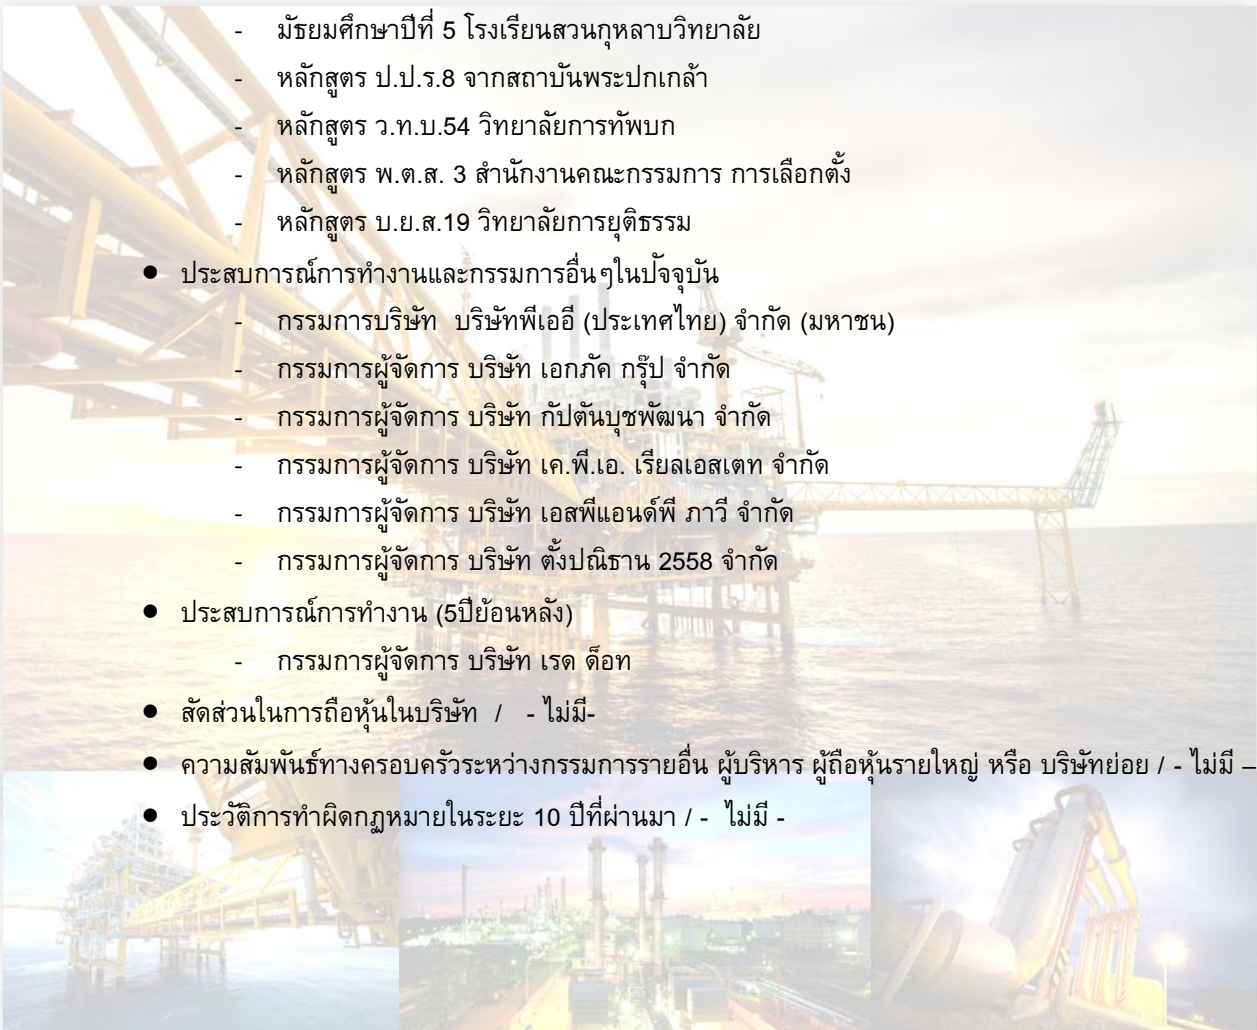 - มัธยมศึกษาปีที่ 5 โรงเรียนสวนกุหลาบวิทยาลัย
- หลักสูตร ป.ป.ร.8 จากสถาบันพระปกเกล้า
- หลักสูตร ว.ท.บ.54 วิทยาลัยการทัพบก
- หลักสูตร พ.ต.ส. 3 สำนักงานคณะกรรมการ การเลือกตั้ง
- หลักสูตร บ.ย.ส.19 วิทยาลัยการยุติธรรม
● ประสบการณ์การทำงานและกรรมการอื่นๆในปัจจุบัน
- กรรมการบริษัท บริษัทพีเออี (ประเทศไทย) จำกัด (มหาชน)
- กรรมการผู้จัดการ บริษัท เอกภัค กรุ๊ป จำกัด
- กรรมการผู้จัดการ บริษัท กัปตันบุชพัฒนา จำกัด
- กรรมการผู้จัดการ บริษัท เค.พี.เอ. เรียลเอสเตท จำกัด
- กรรมการผู้จัดการ บริษัท เอสพีแอนด์พี ภาวี จำกัด
- กรรมการผู้จัดการ บริษัท ตั้งปณิธาน 2558 จำกัด
● ประสบการณ์การทำงาน (5ปีย้อนหลัง)
- กรรมการผู้จัดการ บริษัท เรด ด็อท
● สัดส่วนในการถือหุ้นในบริษัท / - ไม่มี-
● ความสัมพันธ์ทางครอบครัวระหว่างกรรมการรายอื่น ผู้บริหาร ผู้ถือหุ้นรายใหญ่ หรือ บริษัทย่อย / - ไม่มี –
● ประวัติการทำผิดกฎหมายในระยะ 10 ปีที่ผ่านมา / - ไม่มี -